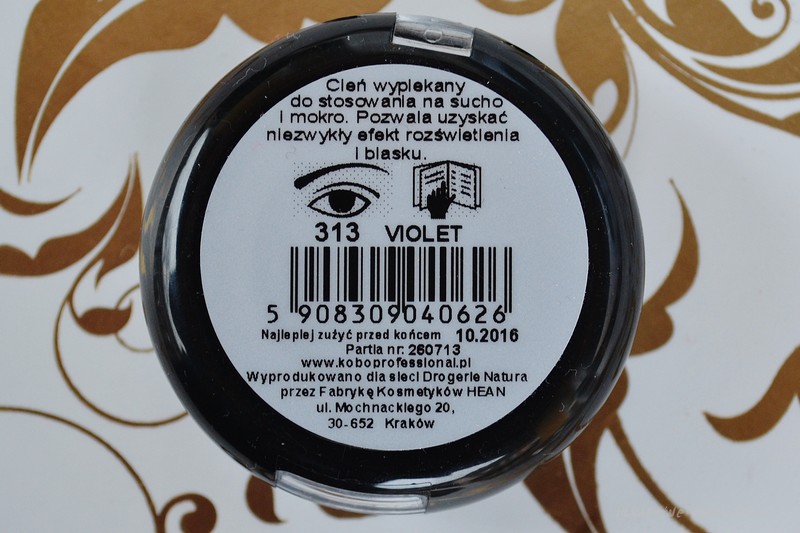 Cień wypiekany
do stosowania na sucho
i mokro. Pozwala uzyskać
niezwykły efekt rozświetlenia
i blasku.
313 VIOLET
5 908309 040626
Najlepiej zużyć przed końcem 10.2016
Partia nr: 260713
www.koboprofessional.pl
Wyprodukowano dla sieci Drogerie Natura
przez Fabrykę Kosmetyków HEAN
ul. Mochnackiego 20,
30-652 Kraków